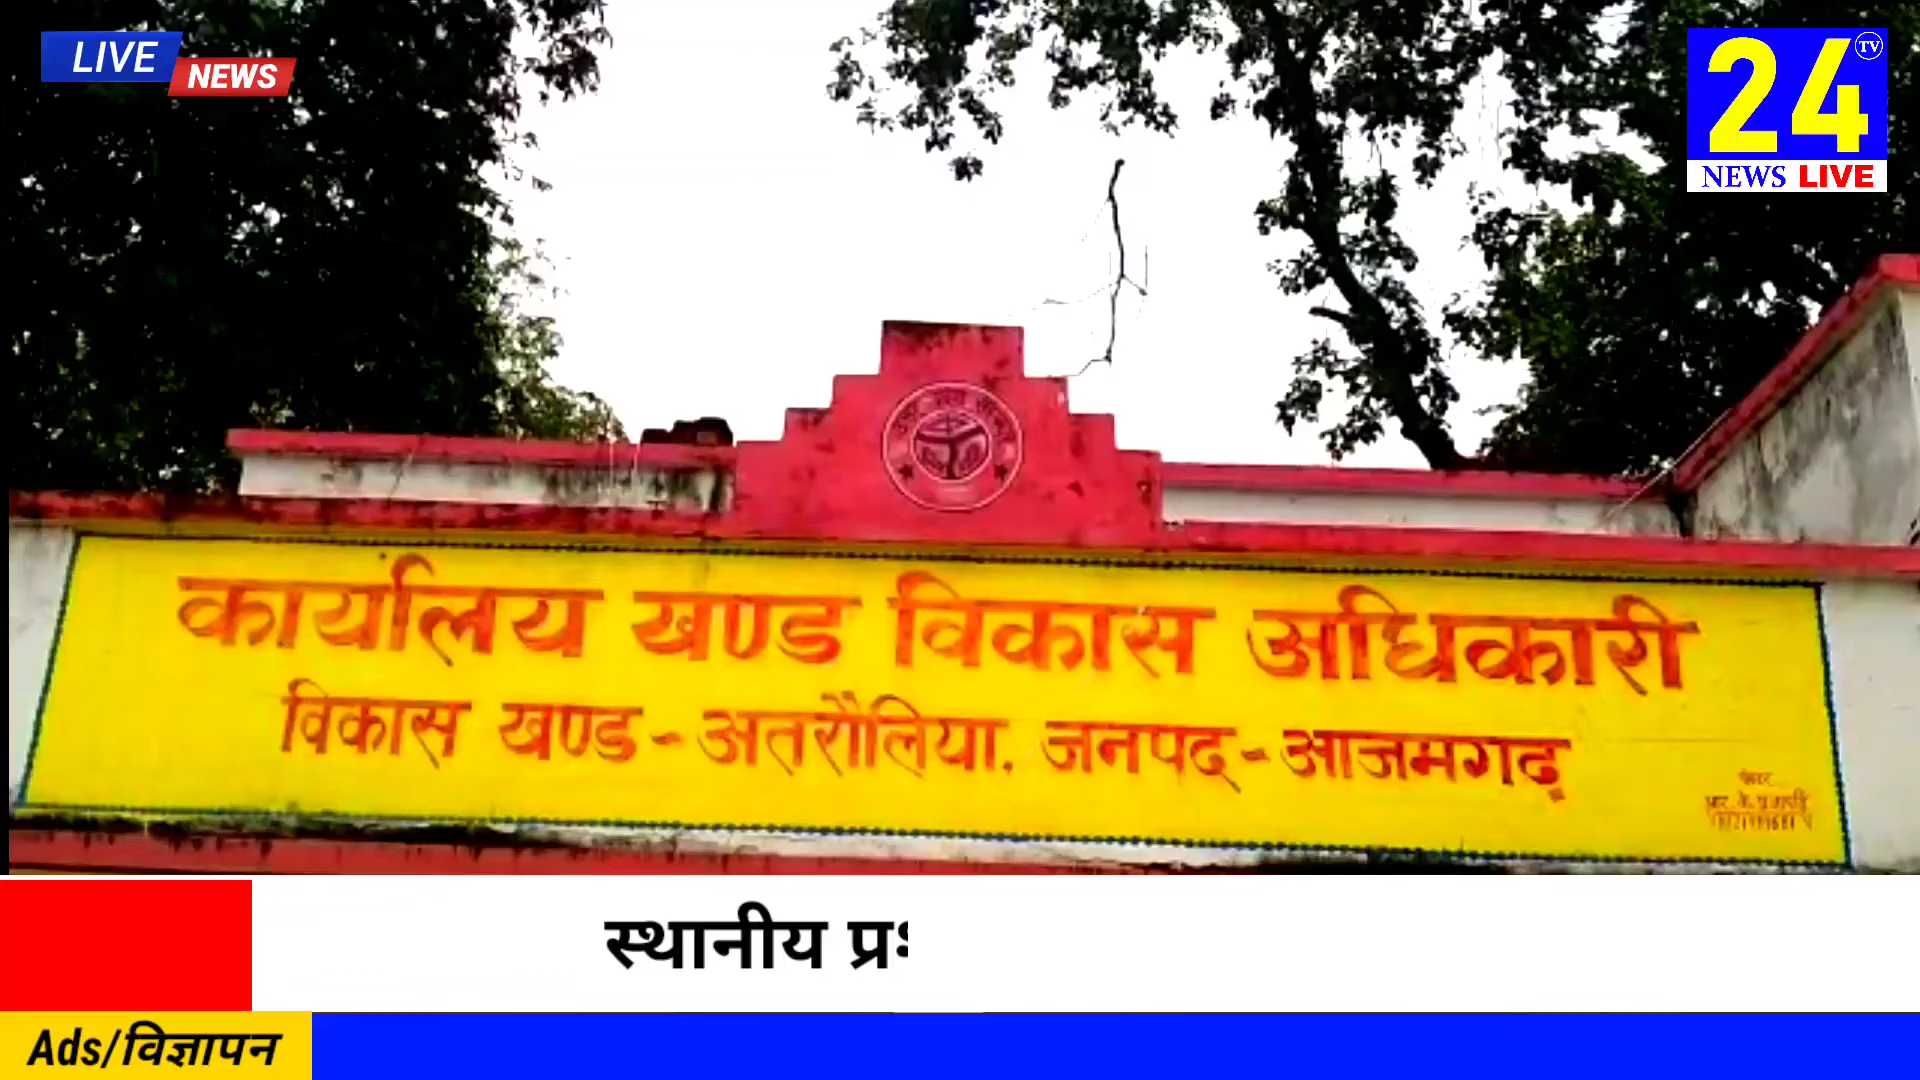 LIVE
NEWS
24 TV
NEWS LIVE
कार्यालय खण्ड विकास अधिकारी
विकास खण्ड-अतरौलिया, जनपद-आजमगढ़
स्थानीय
Ads/विज्ञापन